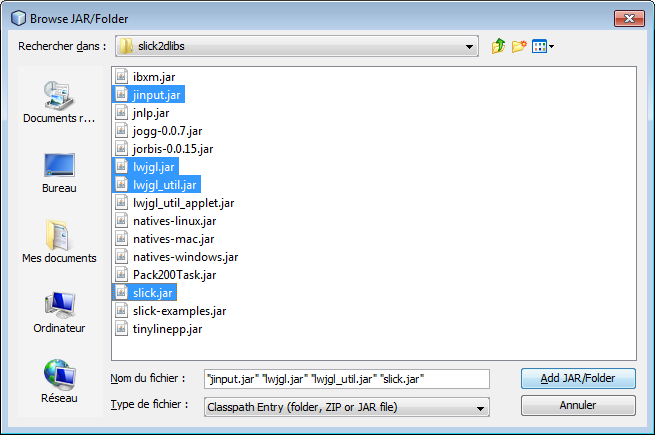 Browse JAR/Folder
Rechercher dans :
slick2dlibs
Documents r...
Bureau
Mes documents
Ordinateur
Réseau
ibxm.jar
jinput.jar
jnlp.jar
jogg-0.0.7.jar
jorbis-0.0.15.jar
lwjgl.jar
lwjgl_util.jar
lwjgl_util_applet.jar
natives-linux.jar
natives-mac.jar
natives-windows.jar
Pack200Task.jar
slick.jar
slick-examples.jar
tinylinepp.jar
Nom du fichier :
"jinput.jar" "lwjgl.jar" "lwjgl_util.jar" "slick.jar"
Add JAR/Folder
Type de fichier :
Classpath Entry (folder, ZIP or JAR file)
Annuler